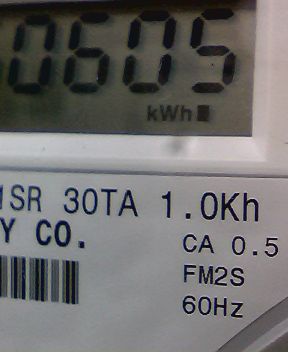 0605
kWh
SR 30TA 1.0Kh
Y CO.
CA 0.5
FM2S
60Hz